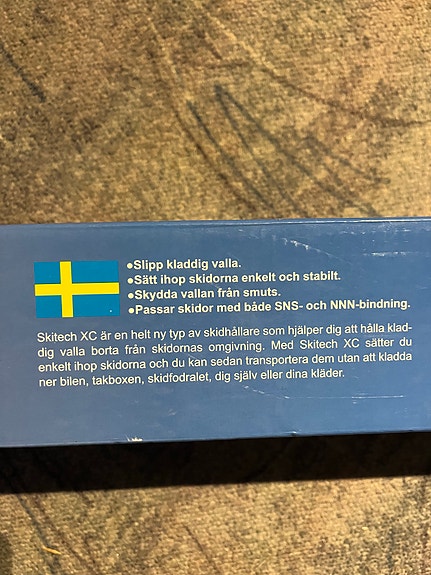 ●Slipp kladdig valla.
●Sätt ihop skidorna enkelt och stabilt.
●Skydda vallan från smuts.
●Passar skidor med både SNS- och NNN-bindning.
Skitech XC är en helt ny typ av skidhållare som hjälper dig att hålla klad-
dig valla borta från skidornas omgivning. Med Skitech XC sätter du
enkelt ihop skidorna och du kan sedan transportera dem utan att kladda
ner bilen, takboxen, skidfodralet, dig själv eller dina kläder.